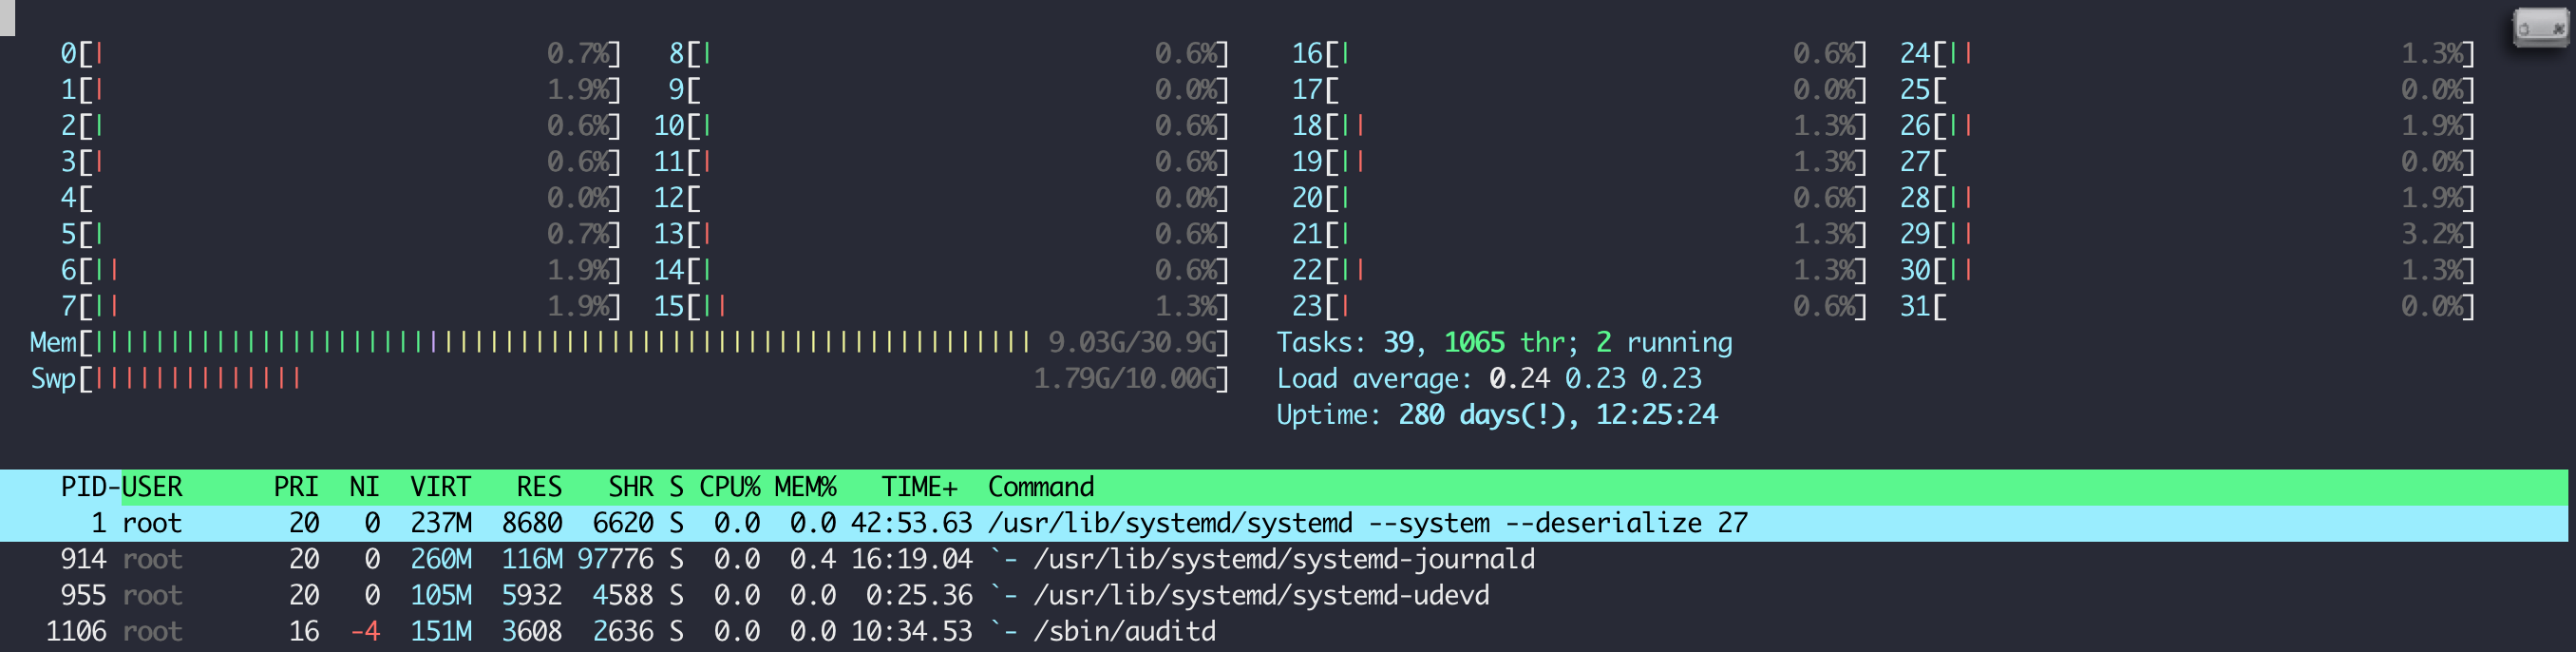 0[| 0.7%] 8[| 0.6%] 16[| 0.6%] 24[|| 1.3%]
1[| 1.9%] 9[ 0.0%] 17[ 0.0%] 25[ 0.0%]
2[| 0.6%] 10[| 0.6%] 18[|| 1.3%] 26[|| 1.9%]
3[| 0.6%] 11[| 0.6%] 19[|| 1.3%] 27[ 0.0%]
4[ 0.0%] 12[ 0.0%] 20[| 0.6%] 28[|| 1.9%]
5[| 0.7%] 13[| 0.6%] 21[| 1.3%] 29[|| 3.2%]
6[|| 1.9%] 14[| 0.6%] 22[|| 1.3%] 30[|| 1.3%]
7[|| 1.9%] 15[|| 1.3%] 23[| 0.6%] 31[ 0.0%]
Mem[||||||||||||||||||||||||||||||||||||||||||||||||||||||||||||||| 9.03G/30.9G] Tasks: 39, 1065 thr; 2 running
Swp[|||||||||||||| 1.79G/10.00G] Load average: 0.24 0.23 0.23
Uptime: 280 days(!), 12:25:24
PID-USER PRI NI VIRT RES SHR S CPU% MEM% TIME+ Command
1 root 20 0 237M 8680 6620 S 0.0 0.0 42:53.63 /usr/lib/systemd/systemd --system --deserialize 27
914 root 20 0 260M 116M 97776 S 0.0 0.4 16:19.04 `- /usr/lib/systemd/systemd-journald
955 root 20 0 105M 5932 4588 S 0.0 0.0 0:25.36 `- /usr/lib/systemd/systemd-udevd
1106 root 16 -4 151M 3608 2636 S 0.0 0.0 10:34.53 `- /sbin/auditd